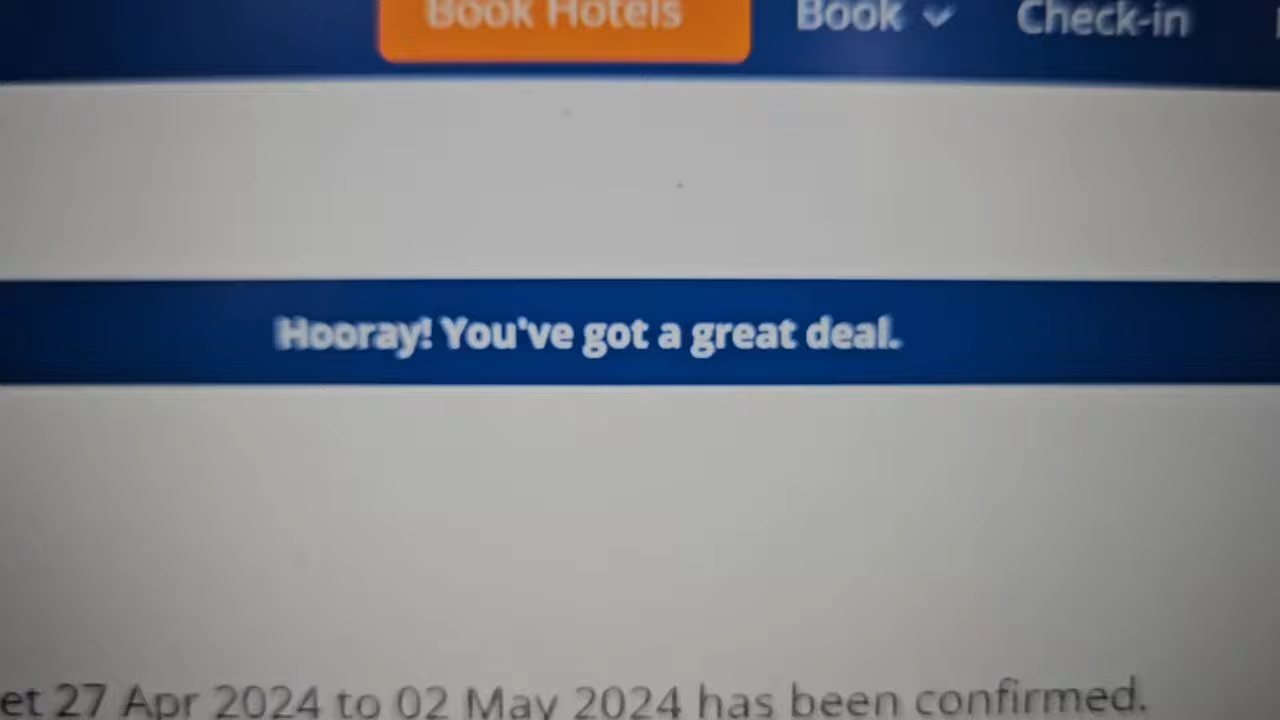 Book Hotels Book Check-in
Hooray! You've got a great deal.
et 27 Apr 2024 to 02 May 2024 has been confirmed.